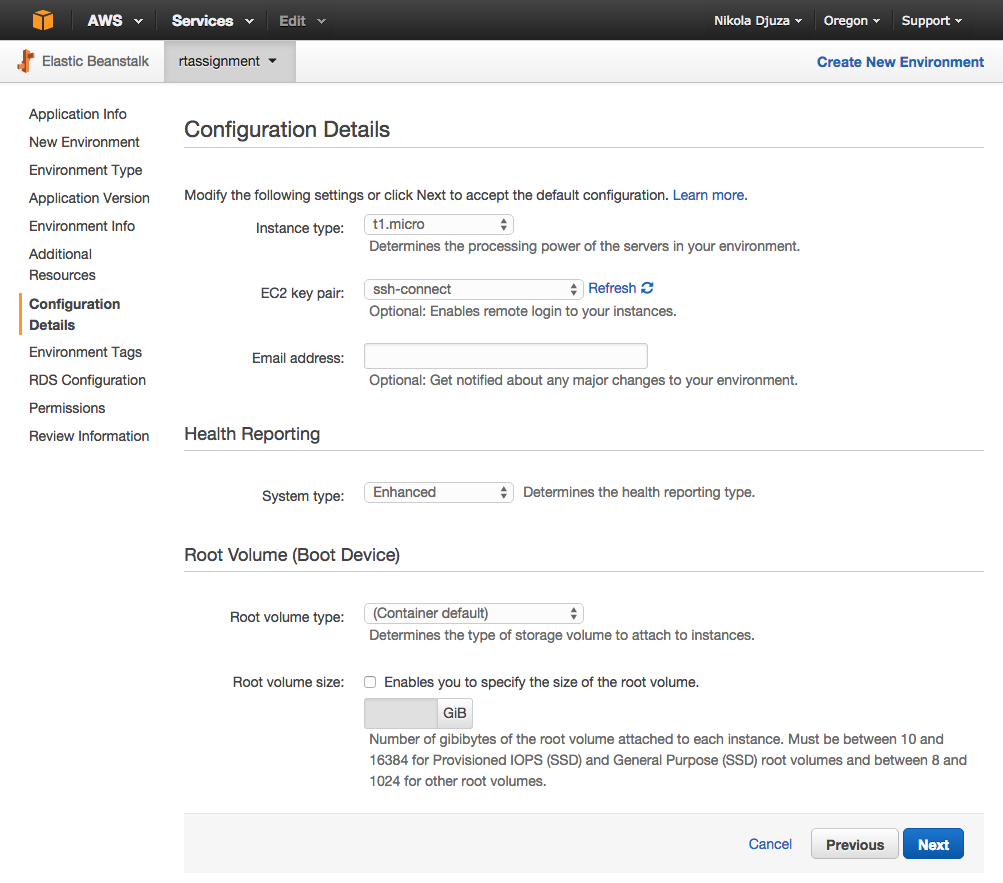 AWS Services Edit Nikola Djuza Oregon Support
Elastic Beanstalk rtassignment Create New Environment
Application Info
New Environment
Environment Type
Application Version
Environment Info
Additional
Resources
Configuration
Details
Environment Tags
RDS Configuration
Permissions
Review Information
Configuration Details
Modify the following settings or click Next to accept the default configuration. Learn more.
Instance type: t1.micro
Determines the processing power of the servers in your environment.
EC2 key pair: ssh-connect Refresh
Optional: Enables remote login to your instances.
Email address:
Optional: Get notified about any major changes to your environment.
Health Reporting
System type: Enhanced Determines the health reporting type.
Root Volume (Boot Device)
Root volume type: (Container default)
Determines the type of storage volume to attach to instances.
Root volume size: Enables you to specify the size of the root volume.
GiB
Number of gibibytes of the root volume attached to each instance. Must be between 10 and
16384 for Provisioned IOPS (SSD) and General Purpose (SSD) root volumes and between 8 and
1024 for other root volumes.
Cancel Previous Next